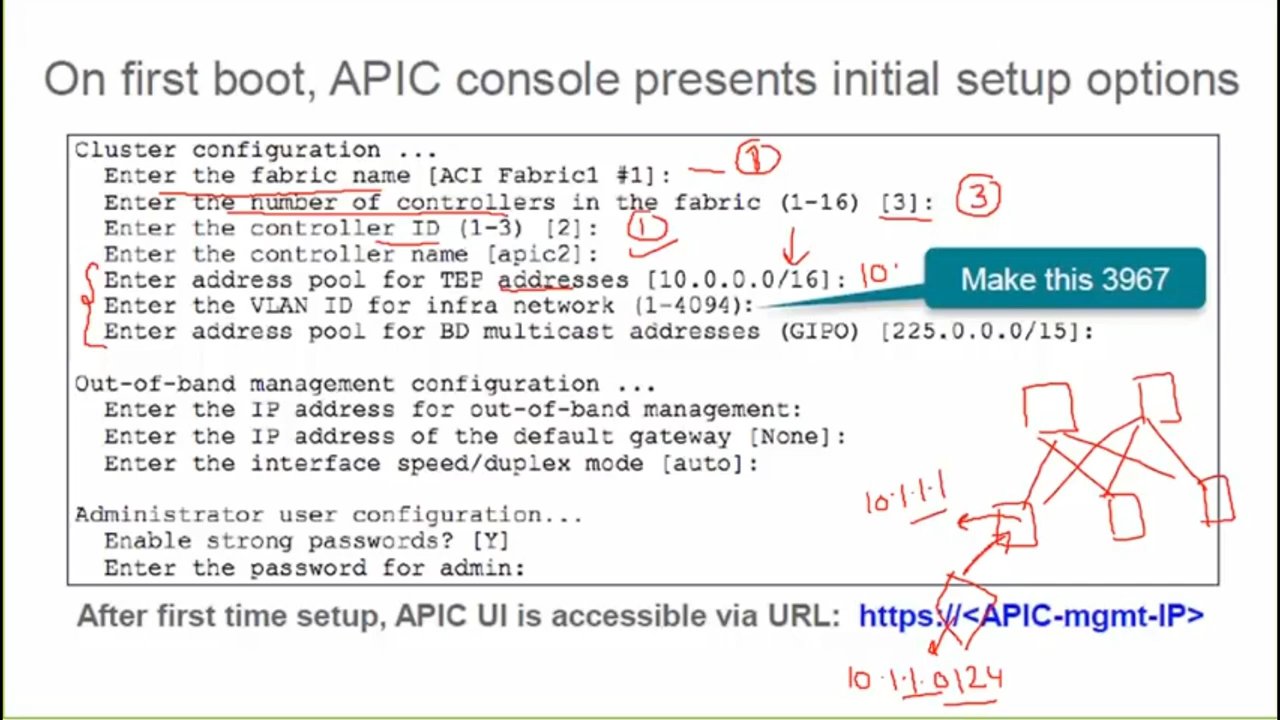 On first boot, APIC console presents initial setup options
Cluster configuration ...
Enter the fabric name [ACI Fabric1 #1]:
Enter the number of controllers in the fabric (1-16) [3]: 3
Enter the controller ID (1-3) [2]: 1
Enter the controller name [apic2]:
Enter address pool for TEP addresses [10.0.0.0/16]: 10.
Make this 3967
Enter the VLAN ID for infra network (1-4094):
Enter address pool for BD multicast addresses (GIPO) [225.0.0.0/15]:
Out-of-band management configuration ...
Enter the IP address for out-of-band management:
Enter the IP address of the default gateway [None]:
Enter the interface speed/duplex mode [auto]:
10.1.1.1
Administrator user configuration...
Enable strong passwords? [Y]
Enter the password for admin:
After first time setup, APIC UI is accessible via URL: https://<APIC-mgmt-IP>
10.1.1.0/24